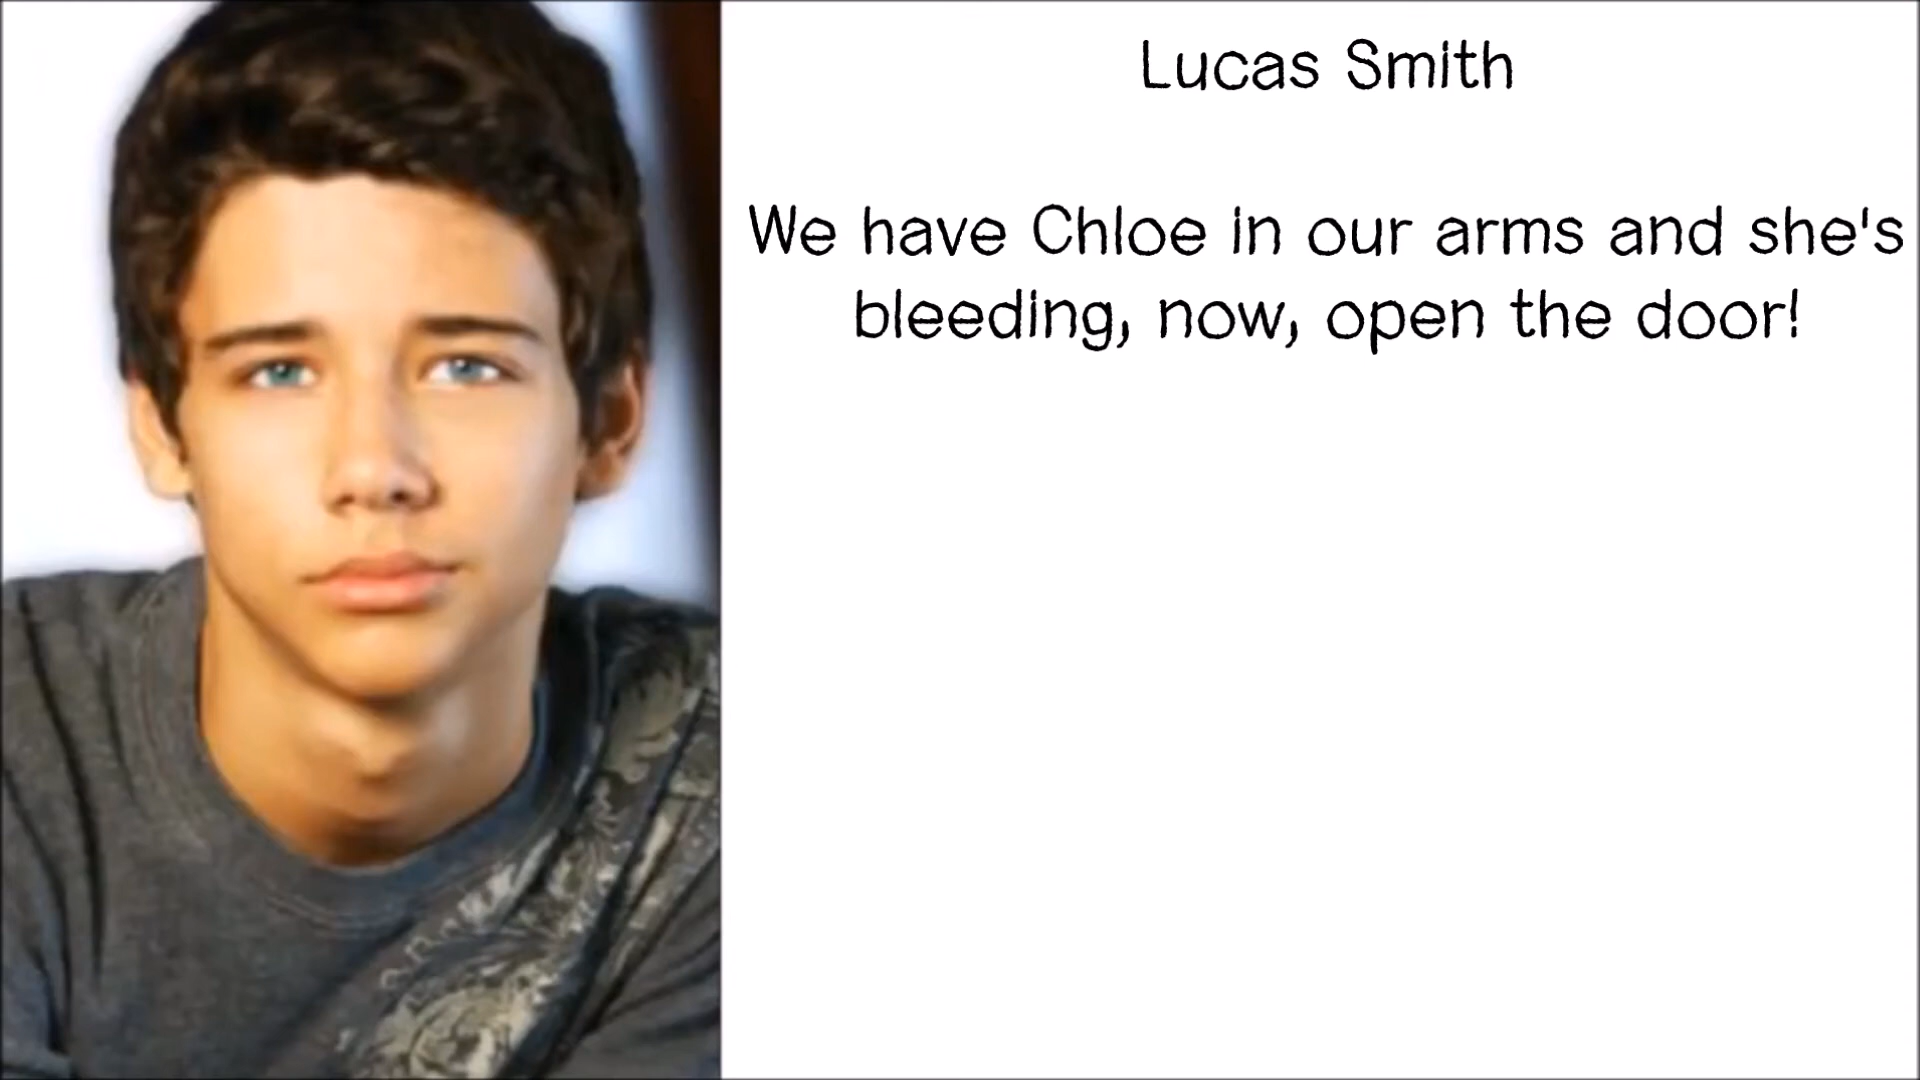 Lucas Smith
We have Chloe in our arms and she's
bleeding, now, open the door!